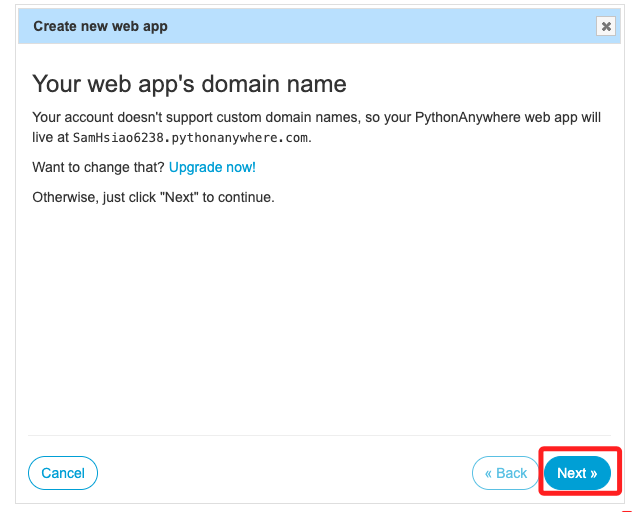 Create new web app
Your web app's domain name
Your account doesn't support custom domain names, so your PythonAnywhere web app will
live at SamHsiao6238.pythonanywhere.com.
Want to change that? Upgrade now!
Otherwise, just click "Next" to continue.
Cancel
« Back
Next »